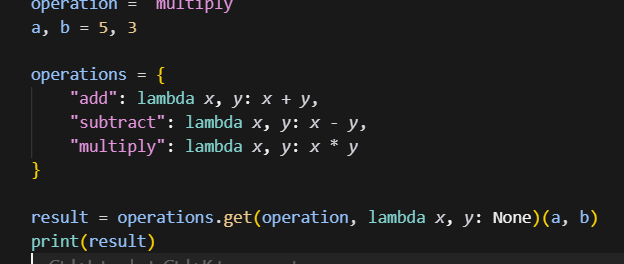 operation = "multiply"
a, b = 5, 3
operations = {
"add": lambda x, y: x + y,
"subtract": lambda x, y: x - y,
"multiply": lambda x, y: x * y
}
result = operations.get(operation, lambda x, y: None)(a, b)
print(result)